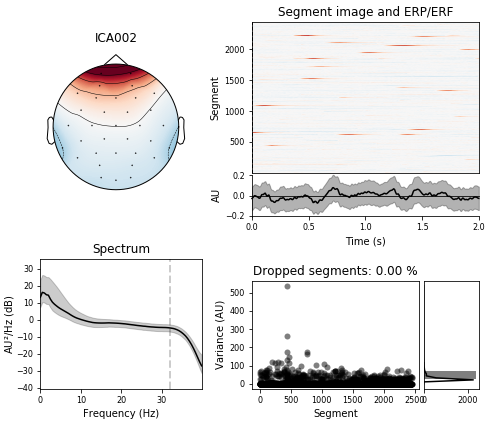 ICA002
Segment image and ERP/ERF
Segment
2000
1500
1000
500
AU
0.2
0.0
−0.2
0.0 0.5 1.0 1.5 2.0
Time (s)
Spectrum
AU²/Hz (dB)
30
20
10
0
−10
−20
−30
−40
0 10 20 30
Frequency (Hz)
Dropped segments: 0.00 %
Variance (AU)
500
400
300
200
100
0
0 500 1000 1500 2000 2500 0 2000
Segment